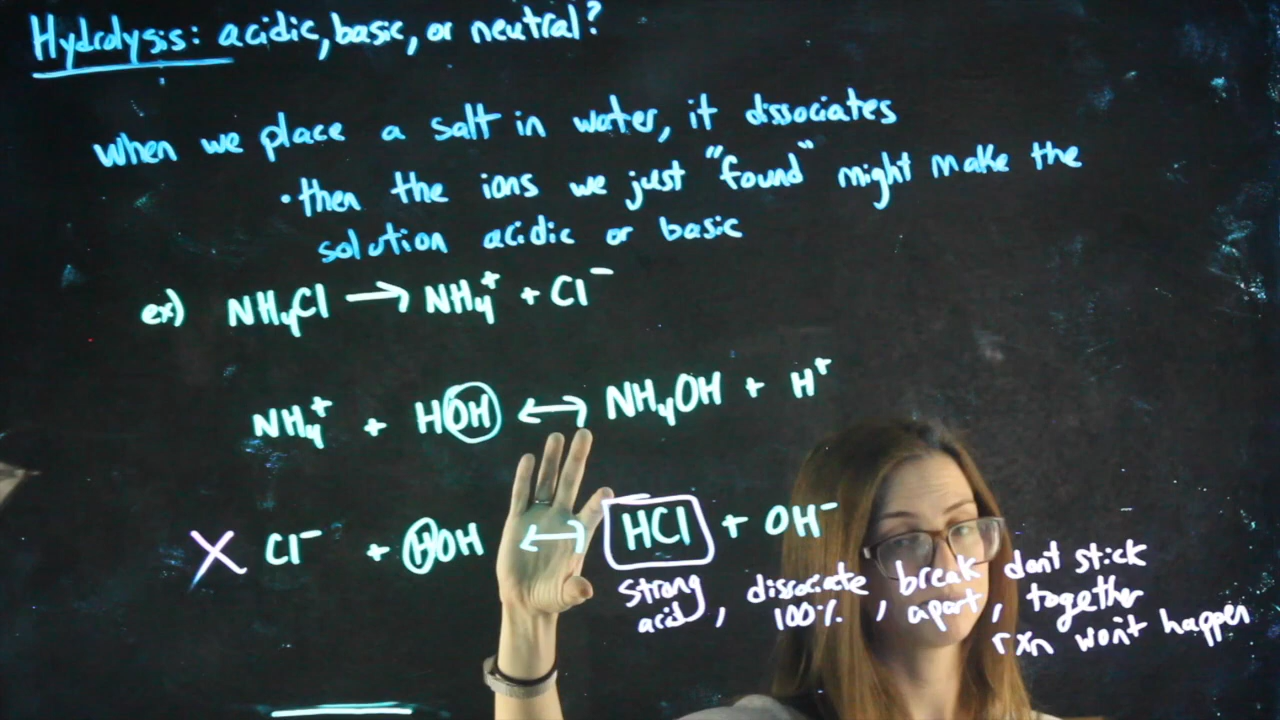 Hydrolysis: acidic, basic, or neutral?
when we place a salt in water, it dissociates
• then the ions we just "found" might make the
solution acidic or basic
ex) NH₄Cl → NH₄⁺ + Cl⁻
NH₄⁺ + HOH ↔ NH₄OH + H⁺
X Cl⁻ + HOH ↔ HCl + OH⁻
strong acid, dissociate 100%, break apart, don't stick together
rxn won't happen